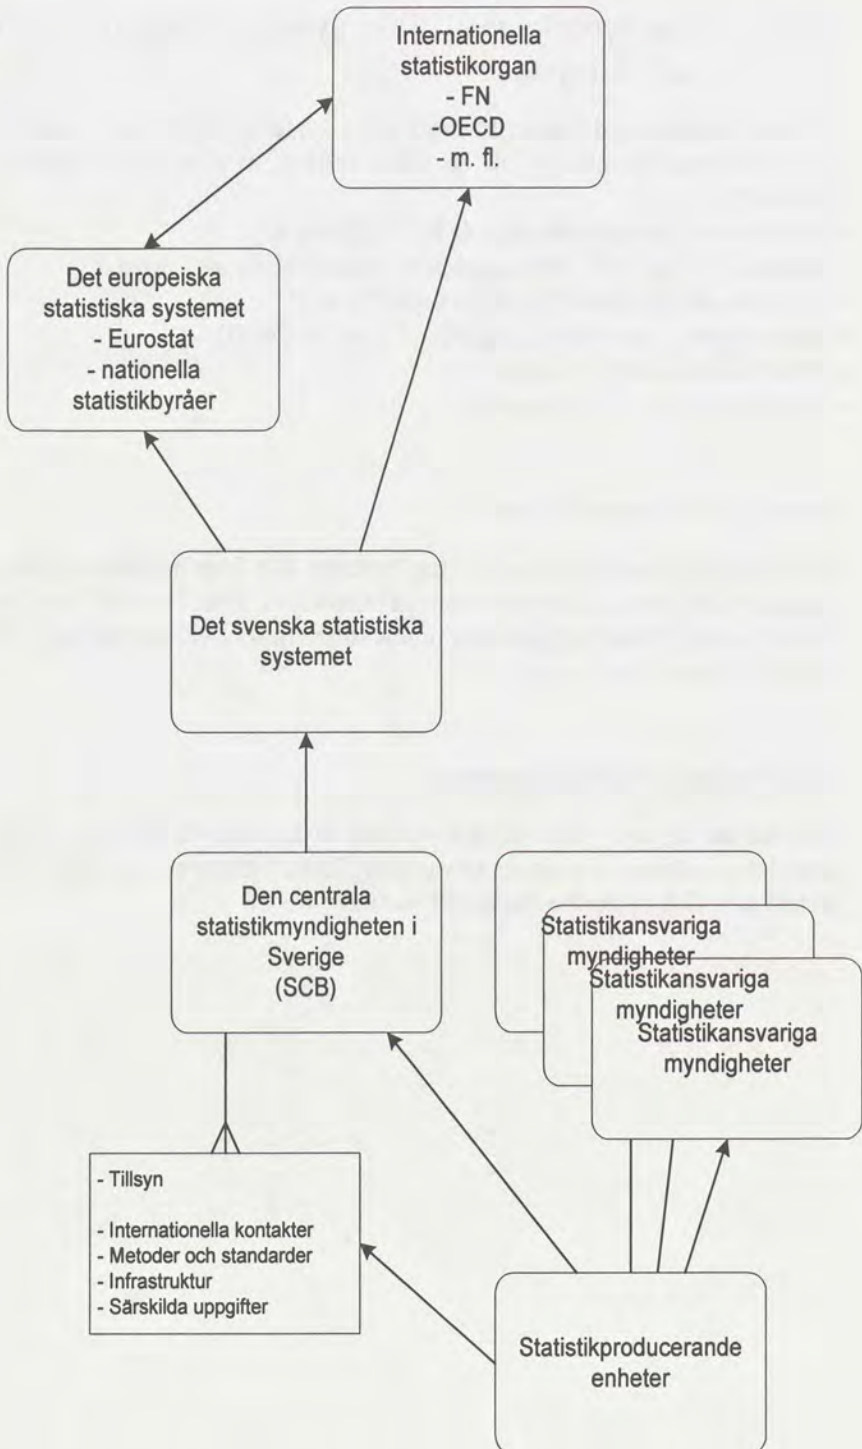 Internationella
statistikorgan
- FN
-OECD
- m. fl.
Det europeiska
statistiska systemet
- Eurostat
- nationella
statistikbyråer
Det svenska statistiska
systemet
Den centrala
statistikmyndigheten i
Sverige
(SCB)
Statistikansvariga
myndigheter
Statistikansvariga
myndigheter
Statistikansvariga
myndigheter
- Tillsyn
- Internationella kontakter
- Metoder och standarder
- Infrastruktur
- Särskilda uppgifter
Statistikproducerande
enheter